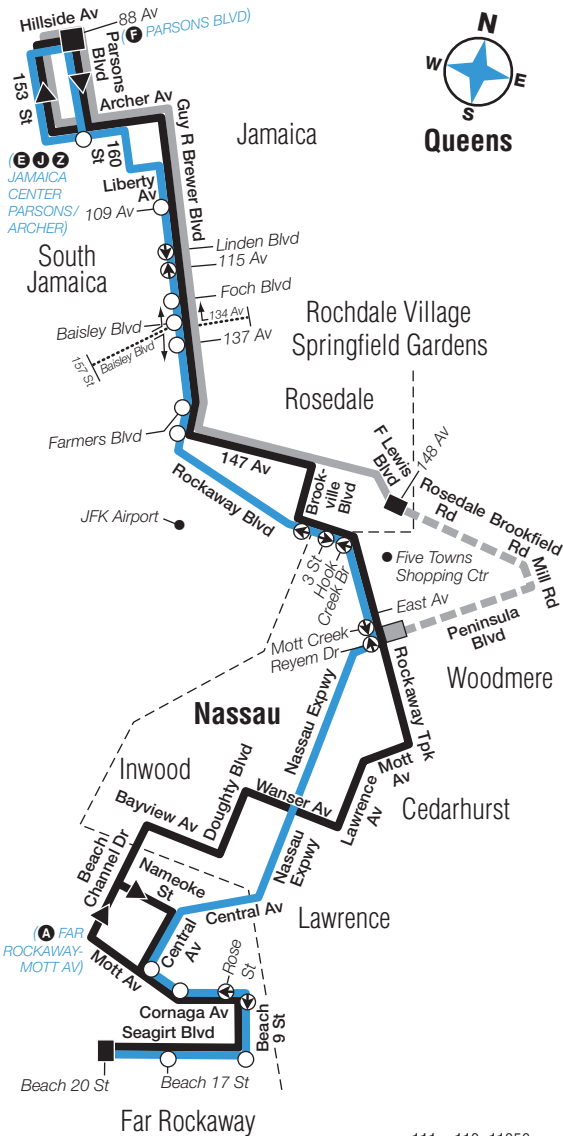 Hillside Av
88 Av
(F PARSONS BLVD)
Parsons
Blvd
153 St
Archer Av
N
W
E
S
Queens
Jamaica
(E J Z
JAMAICA
CENTER
PARSONS/
ARCHER)
160
St
Guy R Brewer Blvd
Liberty
Av
109 Av
South
Jamaica
Linden Blvd
115 Av
Foch Blvd
134 Av
Baisley Blvd
Baisley Blvd
157 St
137 Av
Rochdale Village
Springfield Gardens
Rosedale
Farmers Blvd
147 Av
F Lewis
Blvd
148 Av
Rockaway Blvd
Brook-
ville
Blvd
Rosedale
Rd
Brookfield
Rd
Mill Rd
JFK Airport
3 St
Hook
Creek Br
Five Towns
Shopping Ctr
East Av
Peninsula
Blvd
Mott Creek
Reyem Dr
Woodmere
Rockaway Tpk
Nassau
Nassau Expwy
Inwood
Mott
Av
Doughty Blvd
Wanser Av
Lawrence
Av
Cedarhurst
Bayview Av
Nassau
Expwy
Beach
Channel Dr
Nameoke
St
Central Av
Lawrence
(A FAR
ROCKAWAY-
MOTT AV)
Central
Av
Mott Av
Rose
St
Cornaga Av
Seagirt Blvd
Beach
9 St
Beach 20 St
Beach 17 St
Far Rockaway